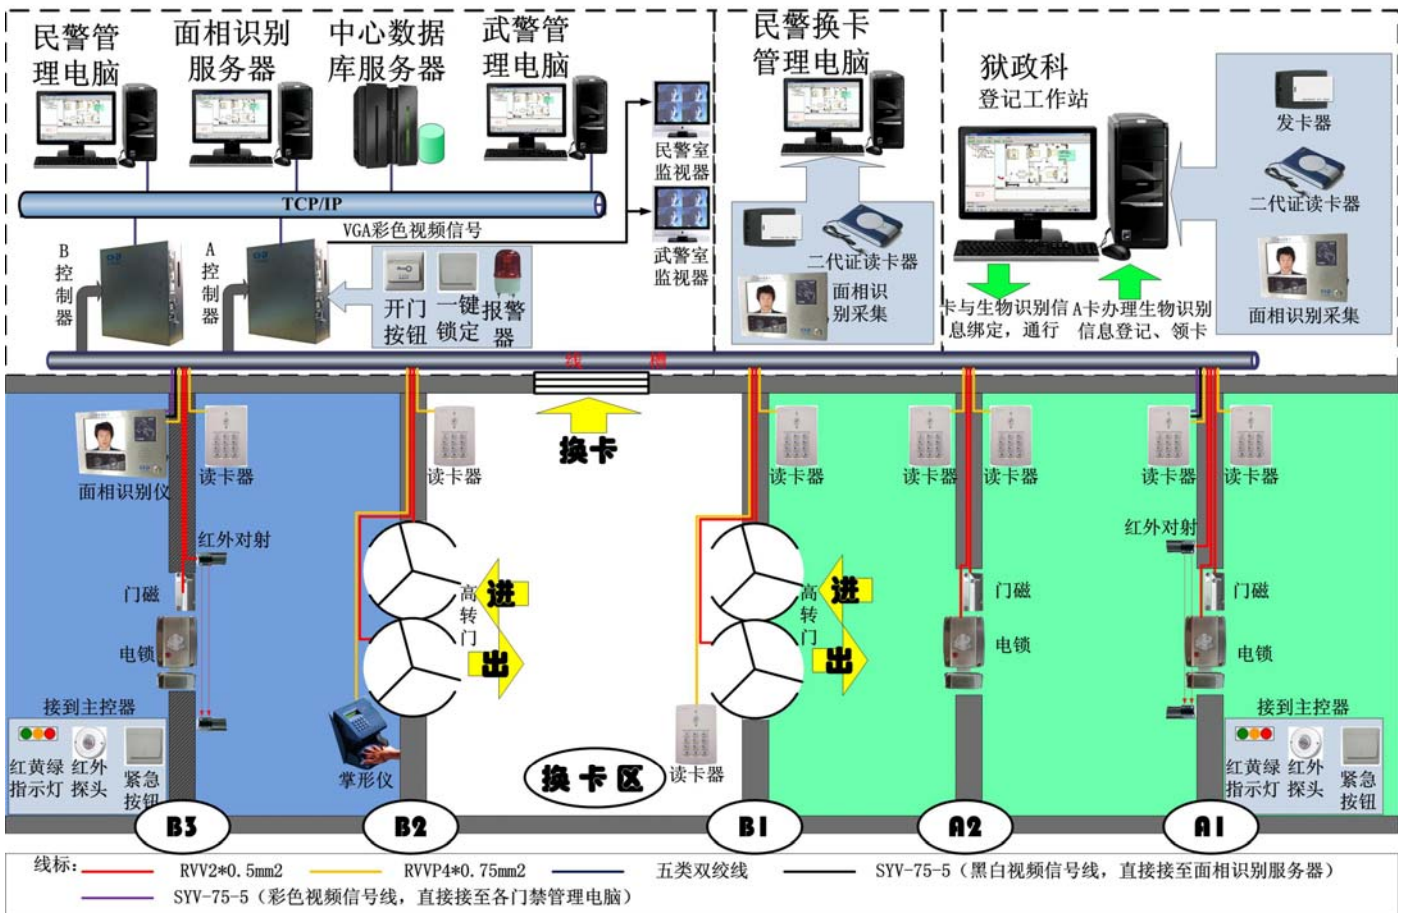 民警管
理电脑
面相识别
服务器
中心数据
库服务器
武警管
理电脑
民警室
监视器
武警室
监视器
TCP/IP
VGA彩色视频信号
B控制器
A控制器
开门
按钮
一键
锁定
报警
器
民警换卡
管理电脑
二代证读卡器
面相识
别采集
狱政科
登记工作站
发卡器
二代证读卡器
面相识别采集
卡与生物识别信
息绑定，通行
A卡办理生物识别
信息登记、领卡
线 槽
换卡
面相识别仪
读卡器
读卡器
读卡器
读卡器
读卡器
读卡器
读卡器
红外对射
门磁
电锁
接到主控器
红黄绿
指示灯
红外
探头
紧急
按钮
掌形仪
高转门
进
出
换卡区
读卡器
高转门
进
出
门磁
电锁
红外对射
门磁
电锁
接到主控器
红黄绿
指示灯
红外
探头
紧急
按钮
B3
B2
B1
A2
A1
线标：
RVV2*0.5mm2
RVVP4*0.75mm2
五类双绞线
SYV-75-5（黑白视频信号线，直接接至面相识别服务器）
SYV-75-5（彩色视频信号线，直接接至各门禁管理电脑）